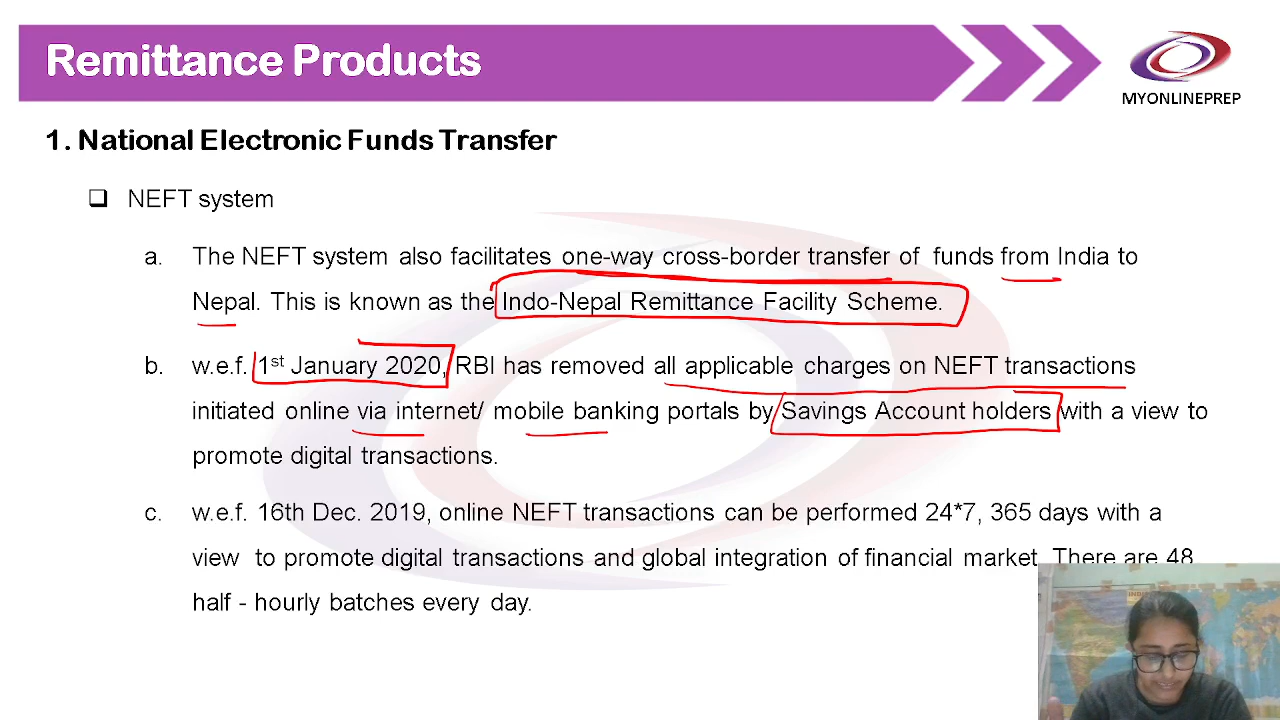 Remittance Products
MYONLINEPREP
1. National Electronic Funds Transfer
❑ NEFT system
a. The NEFT system also facilitates one-way cross-border transfer of funds from India to
Nepal. This is known as the Indo-Nepal Remittance Facility Scheme.
b. w.e.f. 1st January 2020, RBI has removed all applicable charges on NEFT transactions
initiated online via internet/ mobile banking portals by Savings Account holders with a view to
promote digital transactions.
c. w.e.f. 16th Dec. 2019, online NEFT transactions can be performed 24*7, 365 days with a
view to promote digital transactions and global integration of financial market. There are 48
half - hourly batches every day.